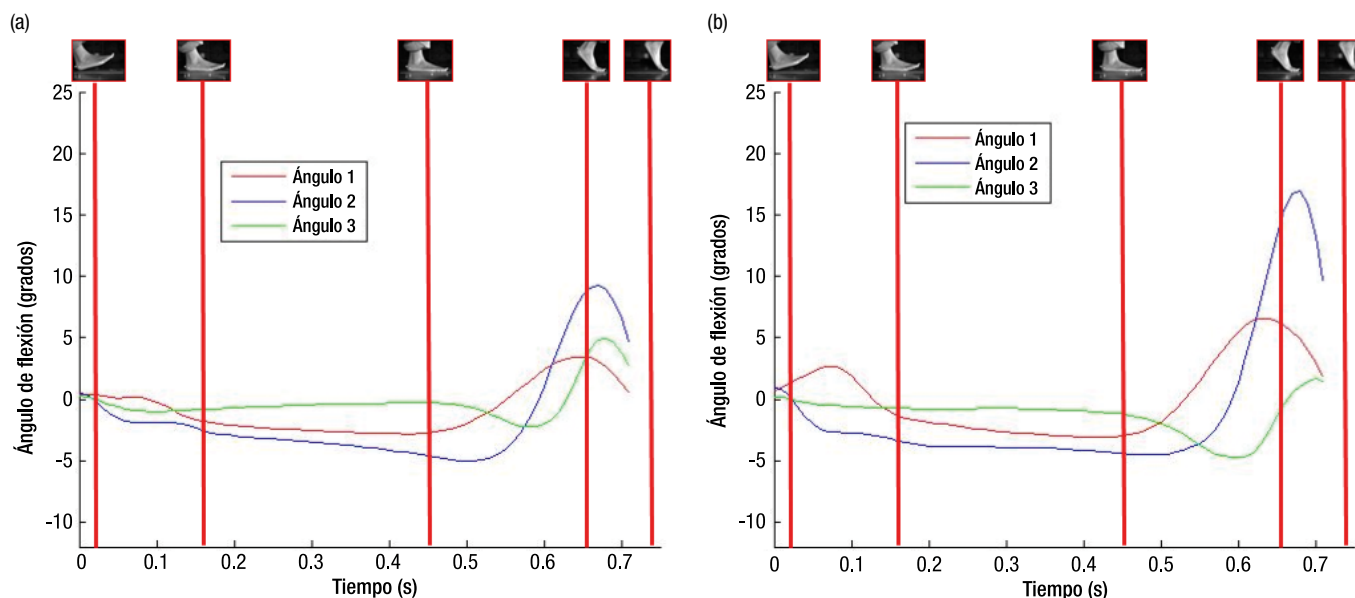 (a)
25
20
15
10
5
0
-5
-10
Ángulo de flexión (grados)
Ángulo 1
Ángulo 2
Ángulo 3
0 0.1 0.2 0.3 0.4 0.5 0.6 0.7
Tiempo (s)
(b)
25
20
15
10
5
0
-5
-10
Ángulo de flexión (grados)
Ángulo 1
Ángulo 2
Ángulo 3
0 0.1 0.2 0.3 0.4 0.5 0.6 0.7
Tiempo (s)